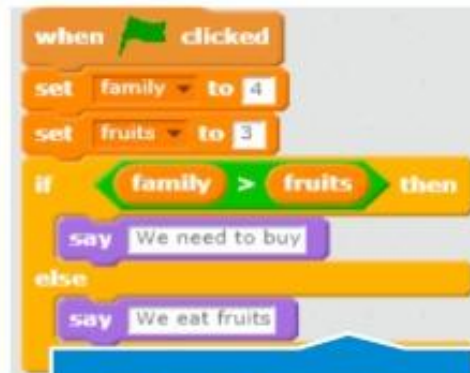 when clicked
set family to 4
set fruits to 3
if family > fruits then
say We need to buy
else
say We eat fruits